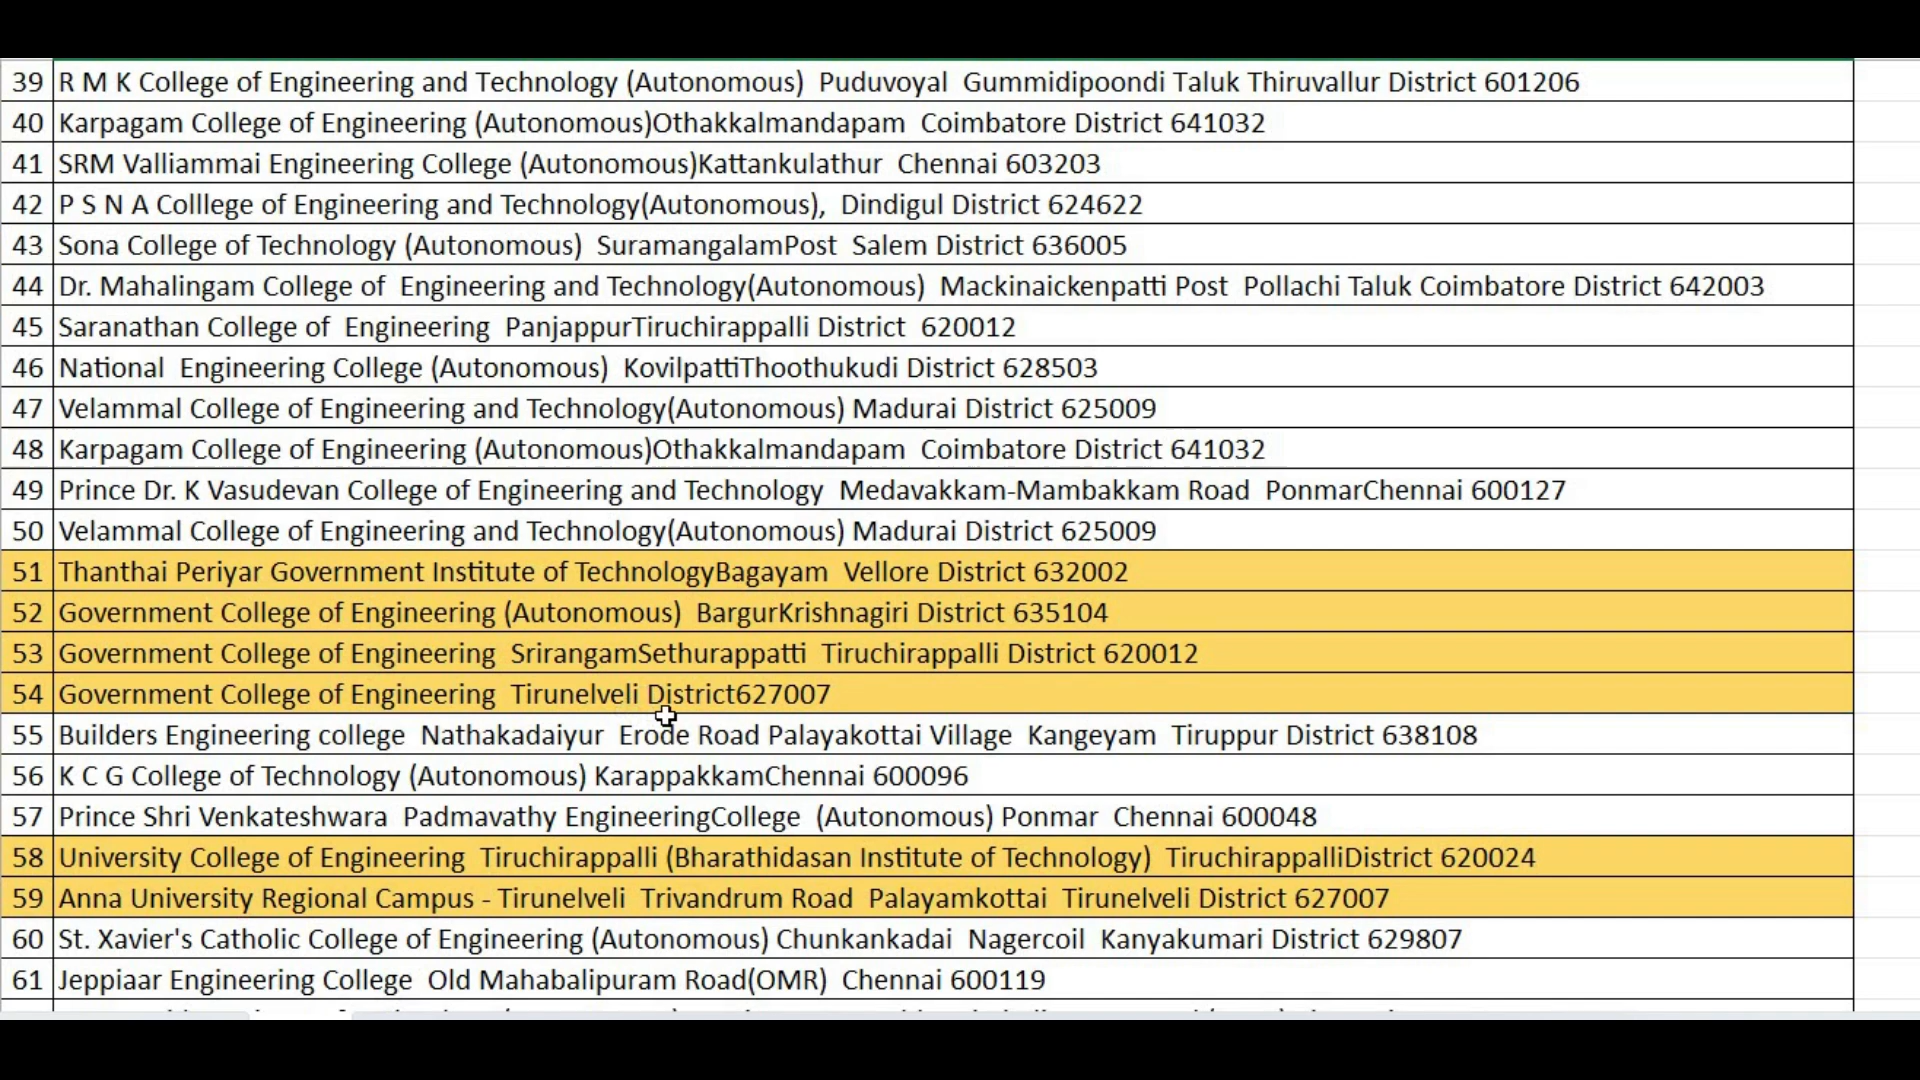 39 R M K College of Engineering and Technology (Autonomous) Puduvoyal Gummidipoondi Taluk Thiruvallur District 601206
40 Karpagam College of Engineering (Autonomous)Othakkalmandapam Coimbatore District 641032
41 SRM Valliammai Engineering College (Autonomous)Kattankulathur Chennai 603203
42 P S N A Colllege of Engineering and Technology(Autonomous), Dindigul District 624622
43 Sona College of Technology (Autonomous) SuramangalamPost Salem District 636005
44 Dr. Mahalingam College of Engineering and Technology(Autonomous) Mackinaickenpatti Post Pollachi Taluk Coimbatore District 642003
45 Saranathan College of Engineering PanjappurTiruchirappalli District 620012
46 National Engineering College (Autonomous) KovilpattiThoothukudi District 628503
47 Velammal College of Engineering and Technology(Autonomous) Madurai District 625009
48 Karpagam College of Engineering (Autonomous)Othakkalmandapam Coimbatore District 641032
49 Prince Dr. K Vasudevan College of Engineering and Technology Medavakkam-Mambakkam Road PonmarChennai 600127
50 Velammal College of Engineering and Technology(Autonomous) Madurai District 625009
51 Thanthai Periyar Government Institute of TechnologyBagayam Vellore District 632002
52 Government College of Engineering (Autonomous) BargurKrishnagiri District 635104
53 Government College of Engineering SrirangamSethurappatti Tiruchirappalli District 620012
54 Government College of Engineering Tirunelveli District627007
55 Builders Engineering college Nathakadaiyur Erode Road Palayakottai Village Kangeyam Tiruppur District 638108
56 K C G College of Technology (Autonomous) KarappakkamChennai 600096
57 Prince Shri Venkateshwara Padmavathy EngineeringCollege (Autonomous) Ponmar Chennai 600048
58 University College of Engineering Tiruchirappalli (Bharathidasan Institute of Technology) TiruchirappalliDistrict 620024
59 Anna University Regional Campus - Tirunelveli Trivandrum Road Palayamkottai Tirunelveli District 627007
60 St. Xavier's Catholic College of Engineering (Autonomous) Chunkankadai Nagercoil Kanyakumari District 629807
61 Jeppiaar Engineering College Old Mahabalipuram Road(OMR) Chennai 600119